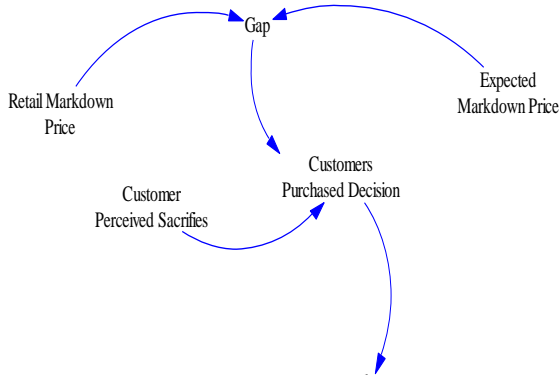 Gap
Retail Markdown
Price
Expected
Markdown Price
Customers
Purchased Decision
Customer
Perceived Sacrifies